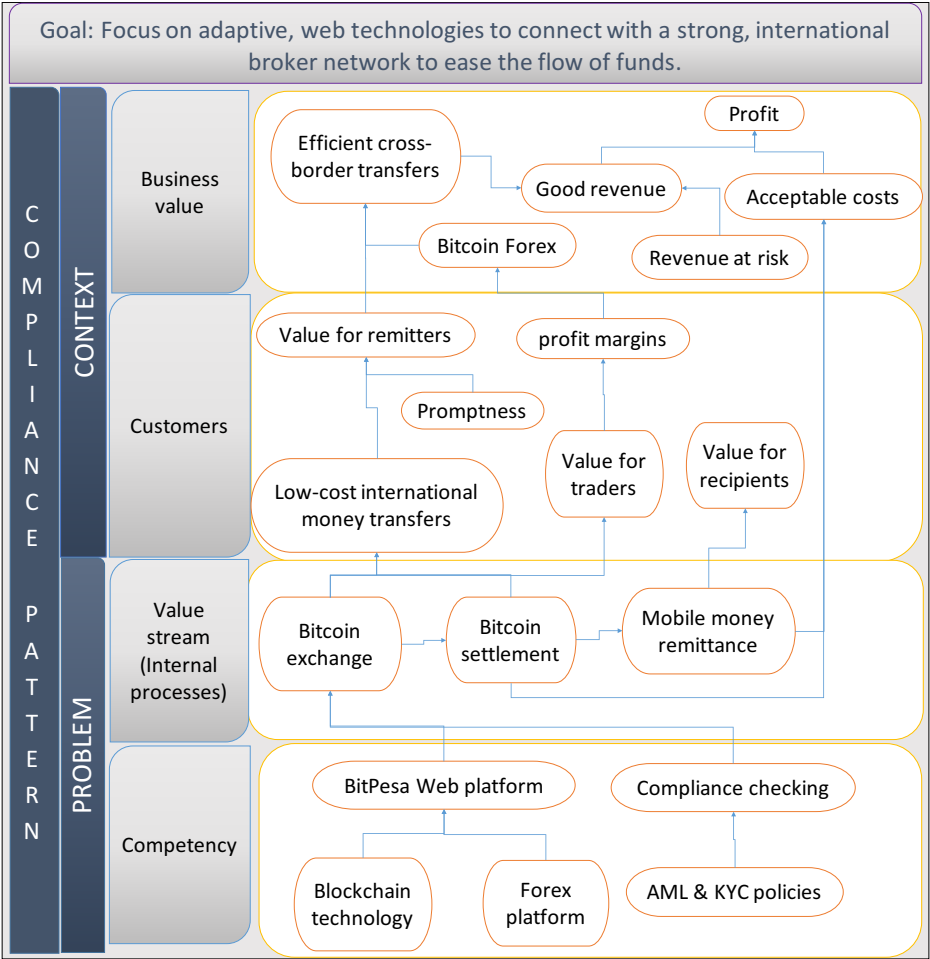 Goal: Focus on adaptive, web technologies to connect with a strong, international
broker network to ease the flow of funds.
COMPLIANCE PATTERN
CONTEXT
PROBLEM
Business
value
Efficient cross-
border transfers
Profit
Good revenue
Acceptable costs
Bitcoin Forex
Revenue at risk
Customers
Value for remitters
profit margins
Promptness
Value for
traders
Value for
recipients
Low-cost international
money transfers
Value
stream
(Internal
processes)
Bitcoin
exchange
Bitcoin
settlement
Mobile money
remittance
Competency
BitPesa Web platform
Compliance checking
Blockchain
technology
Forex
platform
AML & KYC policies